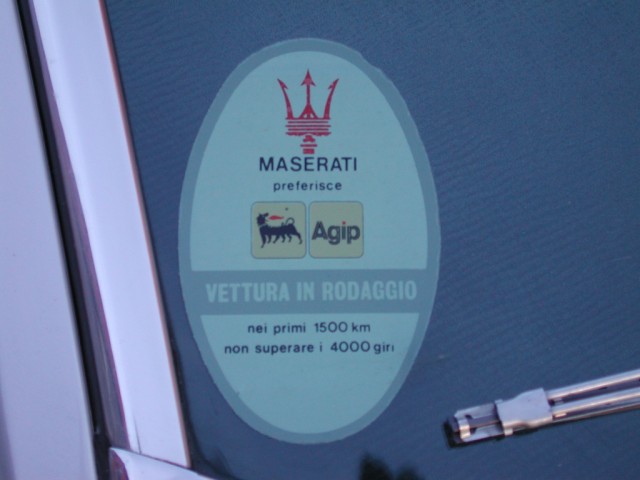 MASERATI
preferisce
Agip
VETTURA IN RODAGGIO
nei primi 1500 km
non superare i 4000 giri